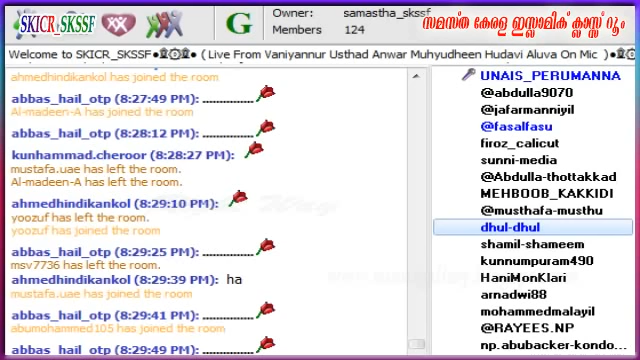 SKICR_SKSSF
G
Owner: samastha_skssf
Members 124
സമസ്ത കേരള ഇസ്ലാമിക് ക്ലാസ്സ് റൂം
Welcome to SKICR_SKSSF ( Live From Vaniyannur Usthad Anwar Muhyudheen Hudavi Aluva On Mic )
ahmedhindikankol has joined the room
abbas_hail_otp (8:27:49 PM): ..............
Al-madeen-A has joined the room
abbas_hail_otp (8:28:12 PM): ..............
kunhammad.cheroor (8:28:27 PM):
mustafa.uae has left the room.
Al-madeen-A has left the room.
ahmedhindikankol (8:29:10 PM):
yoozuf has left the room.
yoozuf has joined the room
abbas_hail_otp (8:29:25 PM): ..............
msv7736 has left the room.
ahmedhindikankol (8:29:39 PM): ha
mustafa.uae has joined the room
abbas_hail_otp (8:29:41 PM): ..............
abumohammed105 has joined the room
abbas_hail_otp (8:29:49 PM): ..............
UNAIS_PERUMANNA
@abdulla9070
@jafarmanniyil
@fasalfasu
firoz_calicut
sunni-media
@Abdulla-thottakkad
MEHBOOB_KAKKIDI
@musthafa-musthu
dhul-dhul
shamil-shameem
kunnumpuram490
HaniMonKlari
arnadwi88
mohammedmalayil
@RAYEES.NP
np.abubacker-kondo...